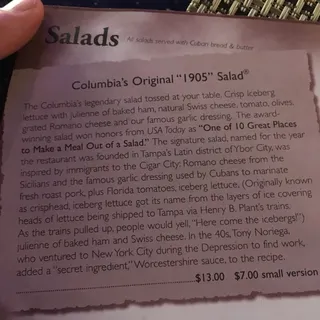 Salads All salads served with Cuban bread & butter
Columbia's Original "1905" Salad®
The Columbia's legendary salad tossed at your table. Crisp iceberg
lettuce with julienne of baked ham, natural Swiss cheese, tomato, olives,
grated Romano cheese and our famous garlic dressing. The award-
winning salad won honors from USA Today as "One of 10 Great Places
to Make a Meal Out of a Salad." The signature salad, named for the year
the restaurant was founded in Tampa's Latin district of Ybor City, was
inspired by immigrants to the Cigar City: Romano cheese from the
Sicilians and the famous garlic dressing used by Cubans to marinate
fresh roast pork, plus Florida tomatoes, iceberg lettuce, (Originally known
as crisphead, iceberg lettuce got its name from the layers of ice covering
heads of lettuce being shipped to Tampa via Henry B. Plant's trains.
As the trains pulled up, people would yell, "Here come the icebergs!")
julienne of baked ham and Swiss cheese. In the 40s, Tony Noriega,
who ventured to New York City during the Depression to find work,
added a "secret ingredient," Worcestershire sauce, to the recipe.
$13.00 $7.00 small version